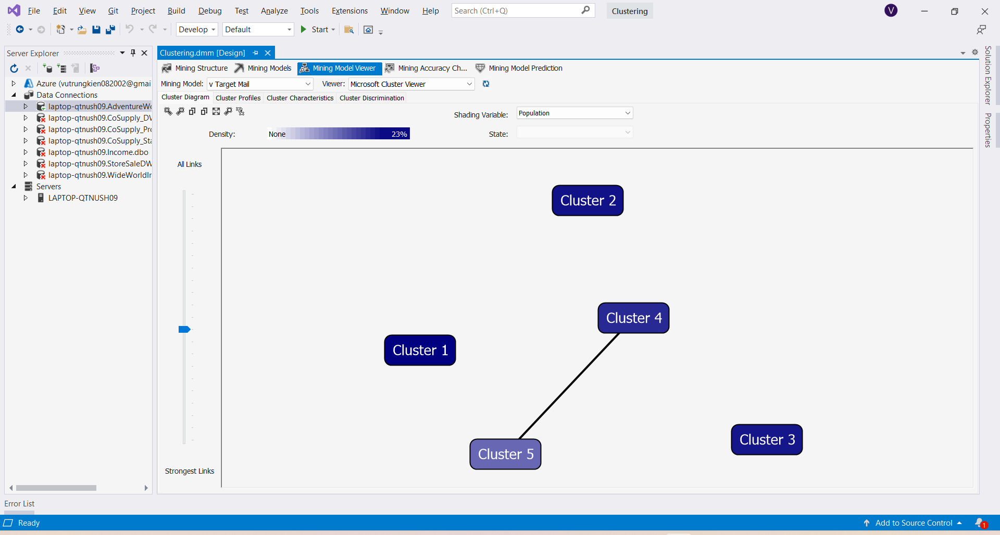 File Edit View Git Project Build Debug Test Analyze Tools Extensions Window Help Search (Ctrl+Q) Clustering V
Develop Default Start
Server Explorer
Azure (vutrungkien082002@gmai
Data Connections
laptop-qtnush09.AdventureWo
laptop-qtnush09.CoSupply_DW
laptop-qtnush09.CoSupply_Pro
laptop-qtnush09.CoSupply_Sta
laptop-qtnush09.Income.dbo
laptop-qtnush09.StoreSaleDW
laptop-qtnush09.WideWorldIm
Servers
LAPTOP-QTNUSH09
Clustering.dmm [Design]
Mining Structure Mining Models Mining Model Viewer Mining Accuracy Ch... Mining Model Prediction
Mining Model: v Target Mail Viewer: Microsoft Cluster Viewer
Cluster Diagram Cluster Profiles Cluster Characteristics Cluster Discrimination
Shading Variable: Population
Density: None 23% State:
All Links
Cluster 2
Cluster 4
Cluster 1
Cluster 3
Cluster 5
Strongest Links
Solution Explorer
Properties
Error List
Ready Add to Source Control 1